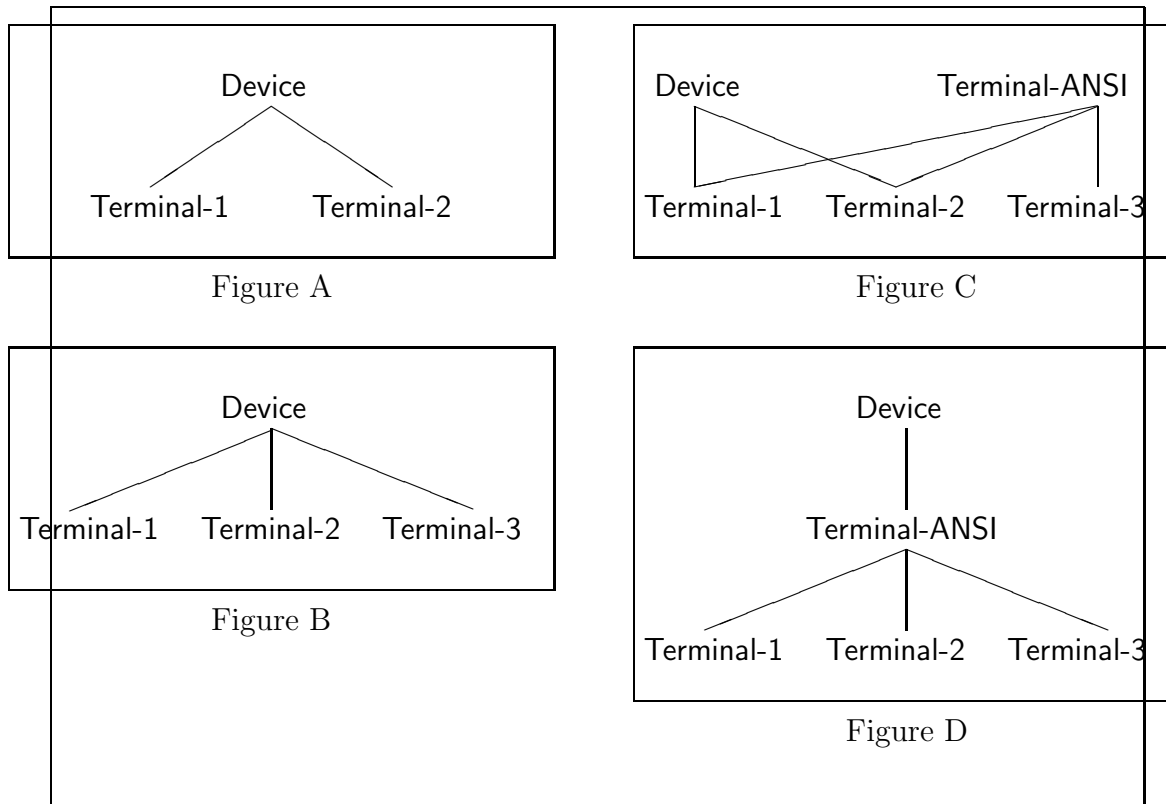 Device
Terminal-1 Terminal-2
Figure A
Device
Terminal-1 Terminal-2 Terminal-3
Figure B
Device Terminal-ANSI
Terminal-1 Terminal-2 Terminal-3
Figure C
Device
Terminal-ANSI
Terminal-1 Terminal-2 Terminal-3
Figure D